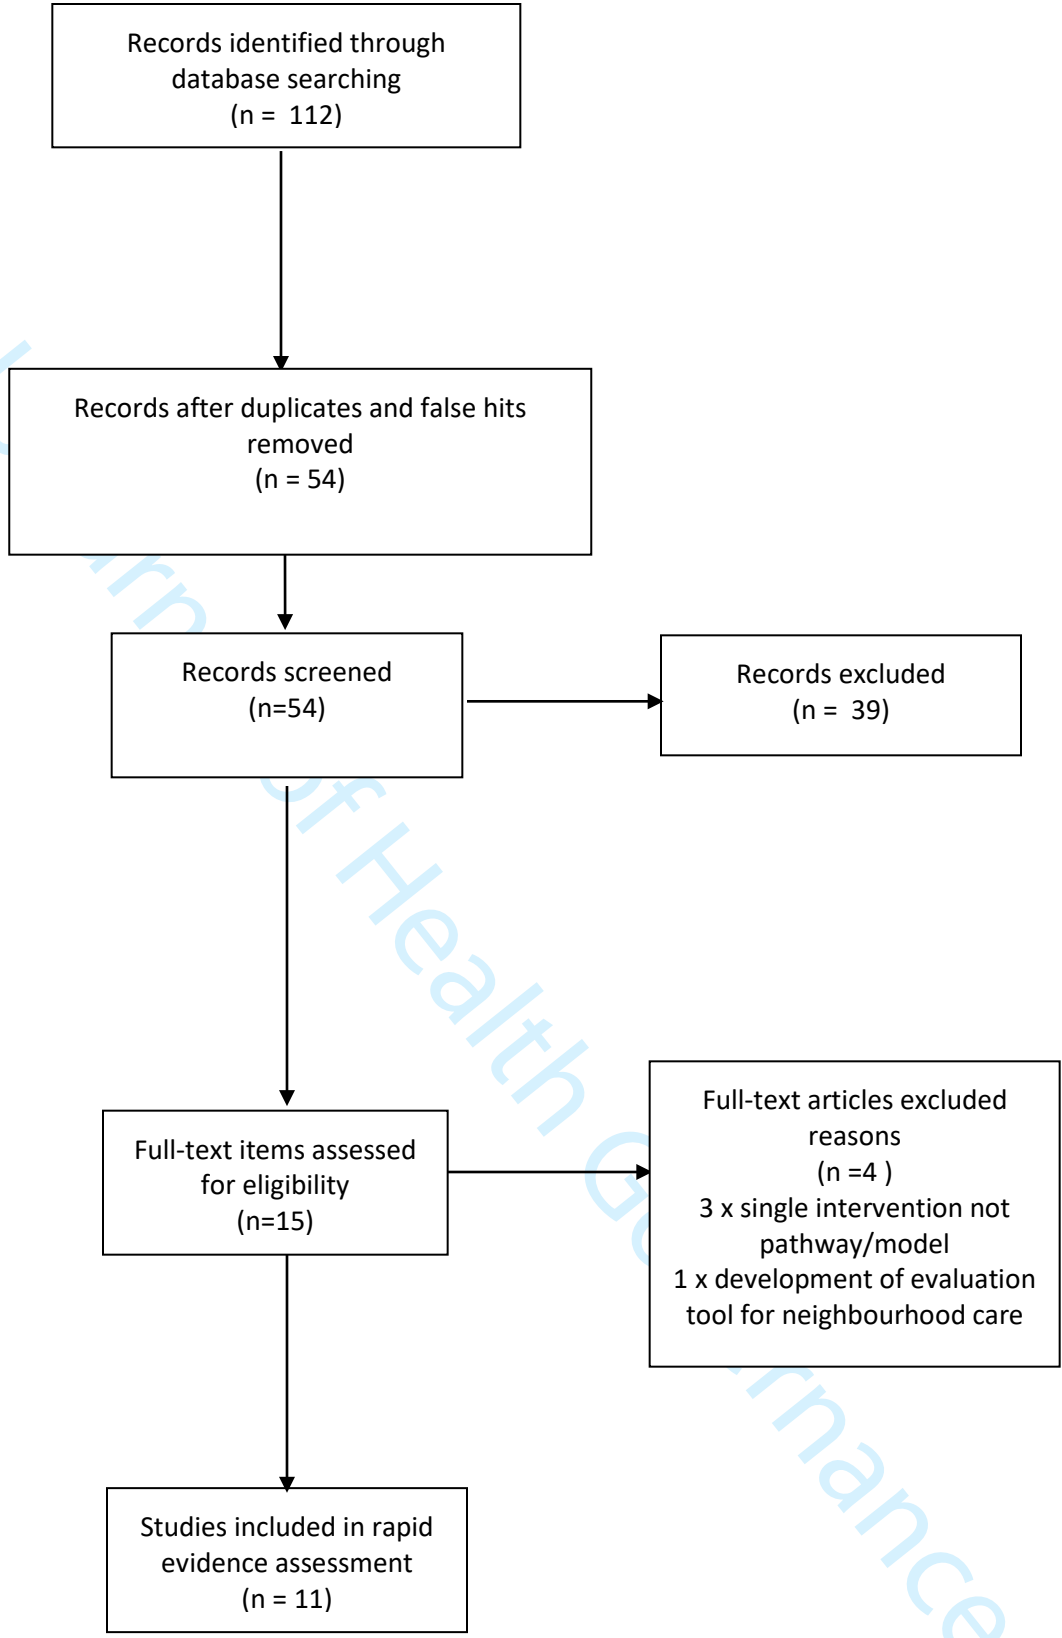 Records identified through
database searching
(n =  112)
Records after duplicates and false hits
removed
(n = 54)
Records screened
(n=54)
Records excluded
(n =  39)
Full-text items assessed
for eligibility
(n=15)
Full-text articles excluded
reasons
(n =4 )
3 x single intervention not
pathway/model
1 x development of evaluation
tool for neighbourhood care
Studies included in rapid
evidence assessment
(n = 11)
of Health